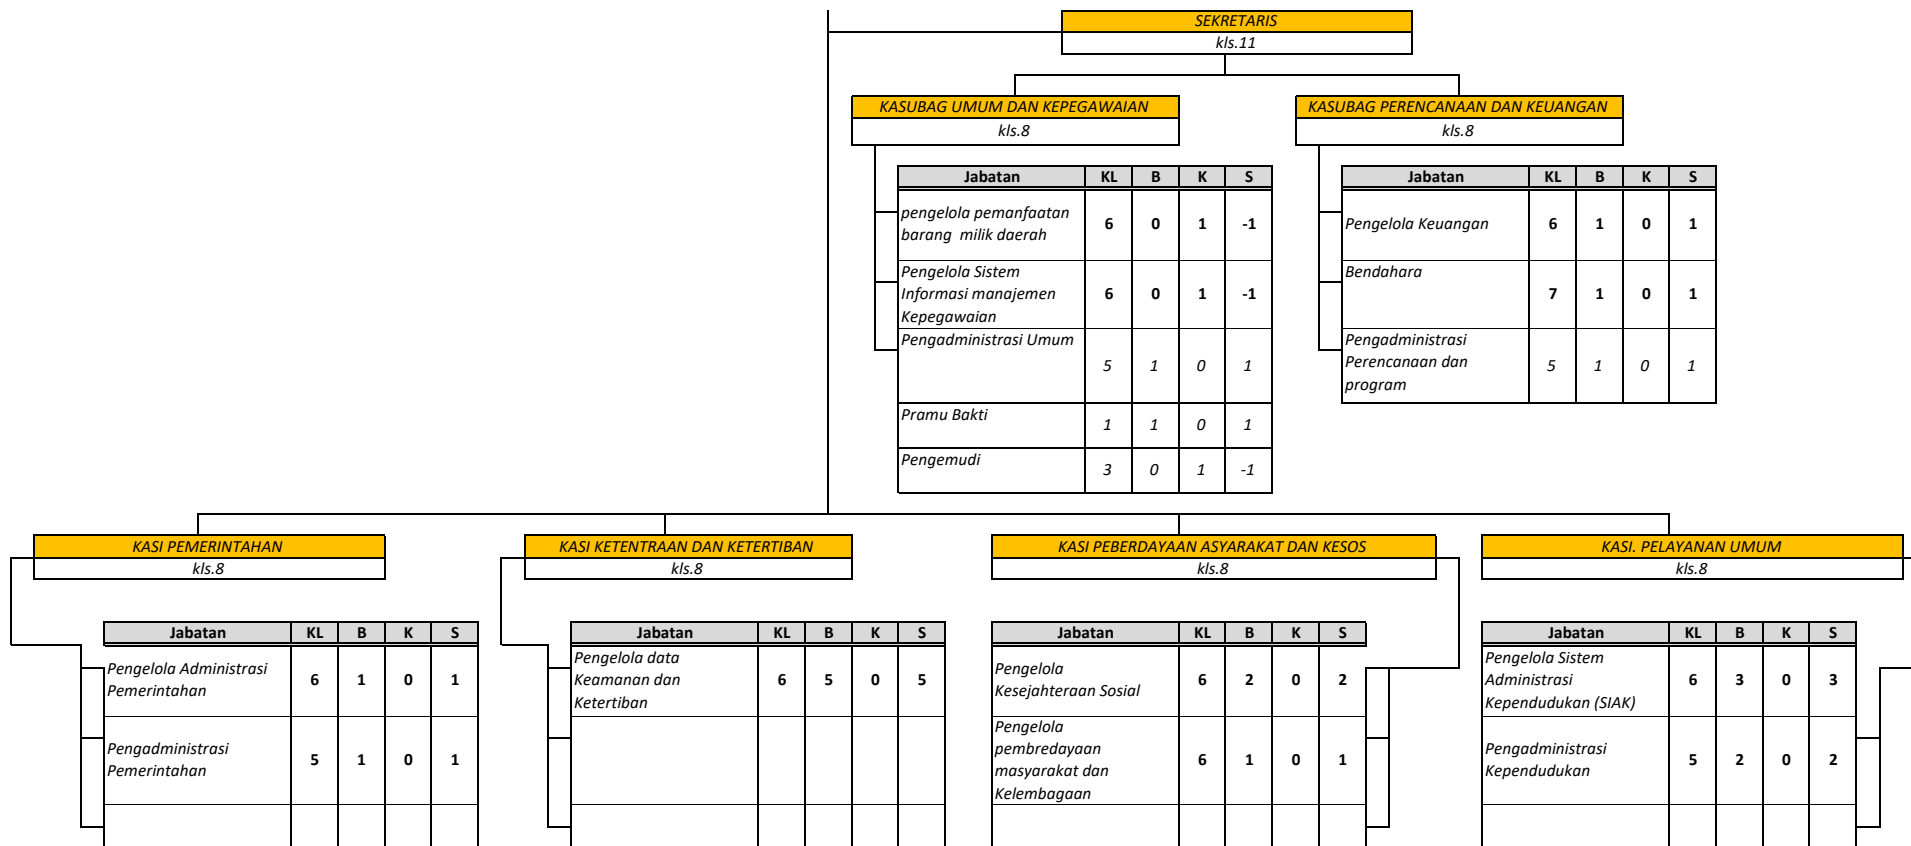 SEKRETARIS
kls.11
KASUBAG UMUM DAN KEPEGAWAIAN
kls.8
KASUBAG PERENCANAAN DAN KEUANGAN
kls.8
Jabatan KL B K S
pengelola pemanfaatan
barang milik daerah 6 0 1 -1
Pengelola Sistem
Informasi manajemen 6 0 1 -1
Kepegawaian
Pengadministrasi Umum
5 1 0 1
Pramu Bakti
1 1 0 1
Pengemudi
3 0 1 -1
Jabatan KL B K S
Pengelola Keuangan 6 1 0 1
Bendahara
7 1 0 1
Pengadministrasi
Perencanaan dan 5 1 0 1
program
KASI PEMERINTAHAN
kls.8
KASI KETENTRAAN DAN KETERTIBAN
kls.8
KASI PEBERDAYAAN ASYARAKAT DAN KESOS
kls.8
KASI. PELAYANAN UMUM
kls.8
Jabatan KL B K S
Pengelola Administrasi
Pemerintahan 6 1 0 1
Pengadministrasi
Pemerintahan 5 1 0 1
Jabatan KL B K S
Pengelola data
Keamanan dan 6 5 0 5
Ketertiban
Jabatan KL B K S
Pengelola
Kesejahteraan Sosial 6 2 0 2
Pengelola
pembredayaan
masyarakat dan 6 1 0 1
Kelembagaan
Jabatan KL B K S
Pengelola Sistem
Administrasi 6 3 0 3
Kependudukan (SIAK)
Pengadministrasi
Kependudukan 5 2 0 2